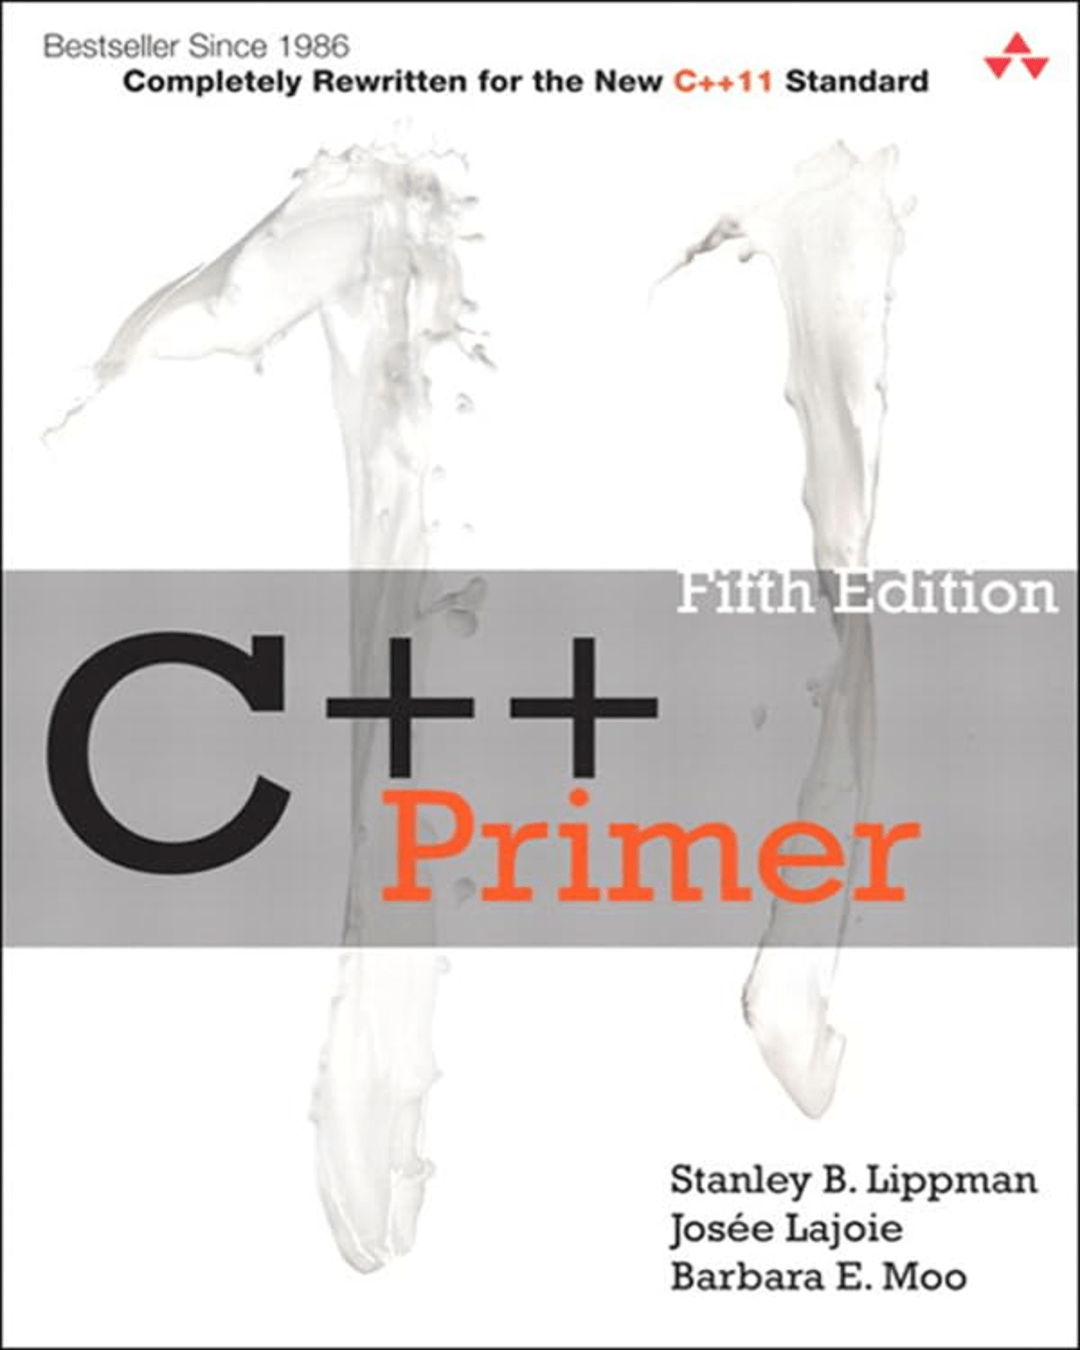 Bestseller Since 1986
Completely Rewritten for the New C++11 Standard
Fifth Edition
C++
Primer
Stanley B. Lippman
Josée Lajoie
Barbara E. Moo